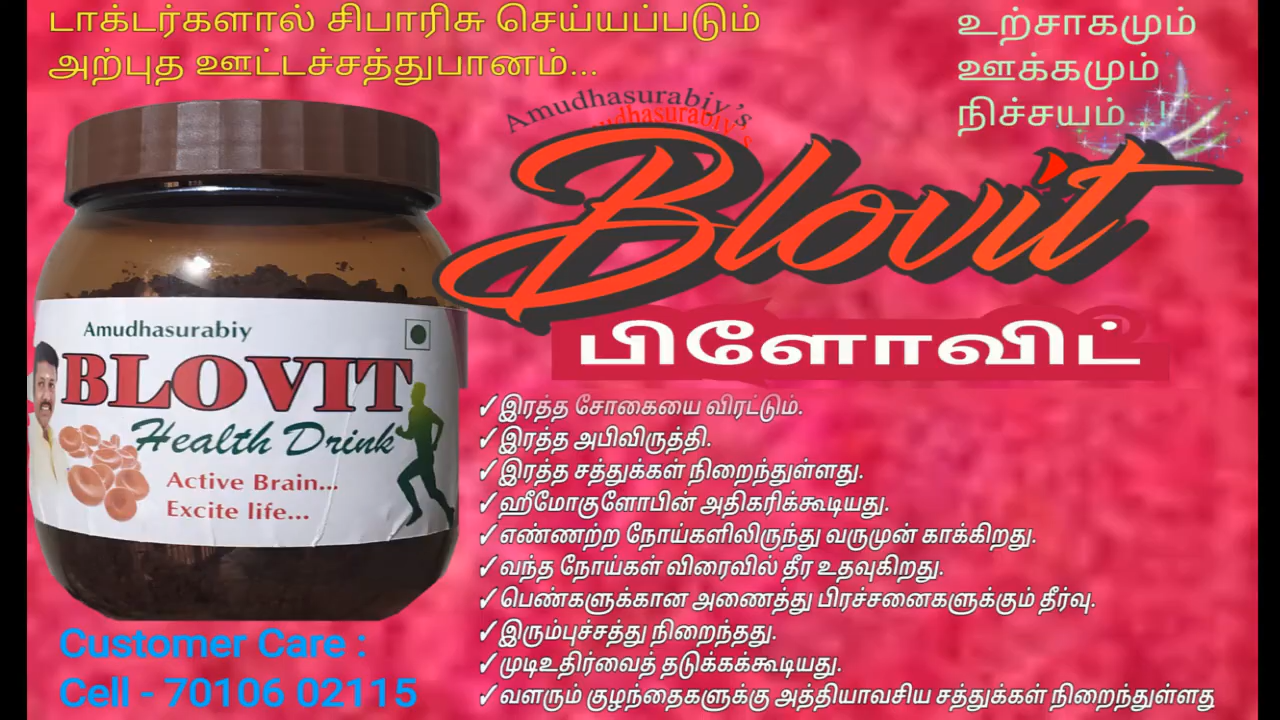 டாக்டர்களால் சிபாரிசு செய்யப்படும்
அற்புத ஊட்டச்சத்துபானம்...
உற்சாகமும்
ஊக்கமும்
நிச்சயம்...!
Amudhasurabiy's
Amudhasurabiy's
Blovit
பிளோவிட்
Amudhasurabiy
BLOVIT
Health Drink
Active Brain...
Excite life...
✓இரத்த சோகையை விரட்டும்.
✓இரத்த அபிவிருத்தி.
✓இரத்த சத்துக்கள் நிறைந்துள்ளது.
✓ஹீமோகுளோபின் அதிகரிக்கூடியது.
✓எண்ணற்ற நோய்களிலிருந்து வருமுன் காக்கிறது.
✓வந்த நோய்கள் விரைவில் தீர உதவுகிறது.
✓பெண்களுக்கான அணைத்து பிரச்சனைகளுக்கும் தீர்வு.
✓இரும்புச்சத்து நிறைந்தது.
✓முடிஉதிர்வைத் தடுக்கக்கூடியது.
✓வளரும் குழந்தைகளுக்கு அத்தியாவசிய சத்துக்கள் நிறைந்துள்ளது
Customer Care :
Cell - 70106 02115